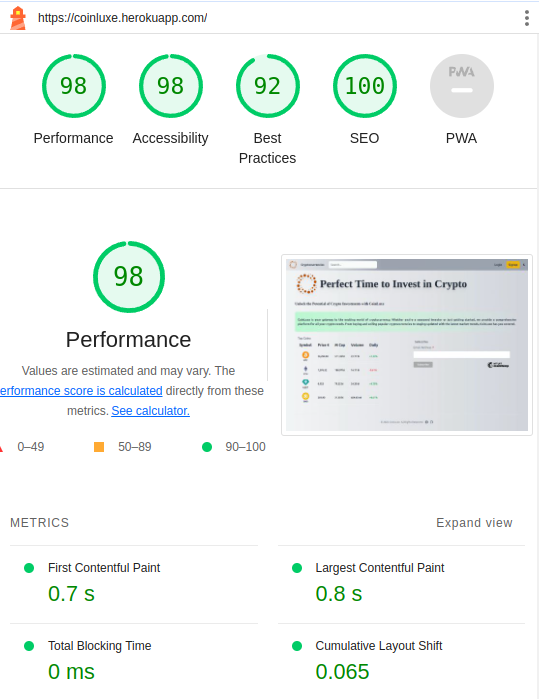 https://coinluxe.herokuapp.com/
98
98
92
100
PWA
Performance
Accessibility
Best
Practices
SEO
PWA
98
Performance
Values are estimated and may vary. The
erformance score is calculated directly from these
metrics. See calculator.
0–49
50–89
90–100
Perfect Time to Invest in Crypto
METRICS
Expand view
First Contentful Paint
0.7 s
Largest Contentful Paint
0.8 s
Total Blocking Time
0 ms
Cumulative Layout Shift
0.065